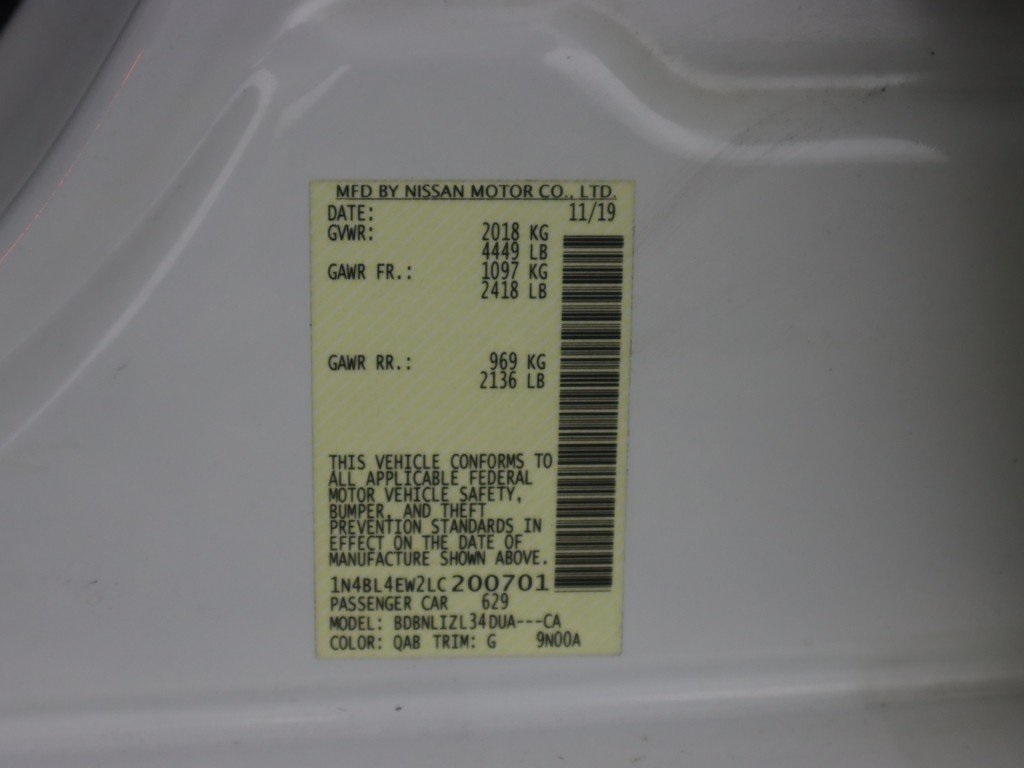 MFD BY NISSAN MOTOR CO., LTD.
DATE: 11/19
GVWR: 2018 KG
4449 LB
GAWR FR.: 1097 KG
2418 LB
GAWR RR.: 969 KG
2136 LB
THIS VEHICLE CONFORMS TO
ALL APPLICABLE FEDERAL
MOTOR VEHICLE SAFETY,
BUMPER, AND THEFT
PREVENTION STANDARDS IN
EFFECT ON THE DATE OF
MANUFACTURE SHOWN ABOVE.
1N4BL4EW2LC200701
PASSENGER CAR 629
MODEL: BDBNLIZL34DUA---CA
COLOR: QAB TRIM: G 9N00A